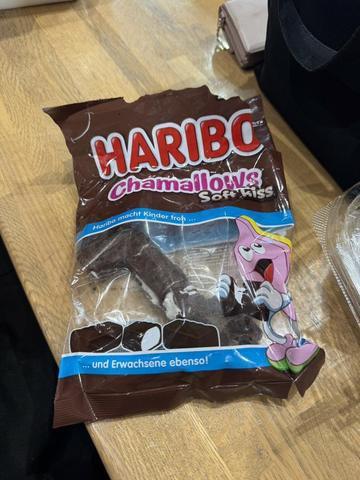 HARIBO
Chamallows
Soft Kiss
Haribo macht Kinder froh ...
... und Erwachsene ebenso!